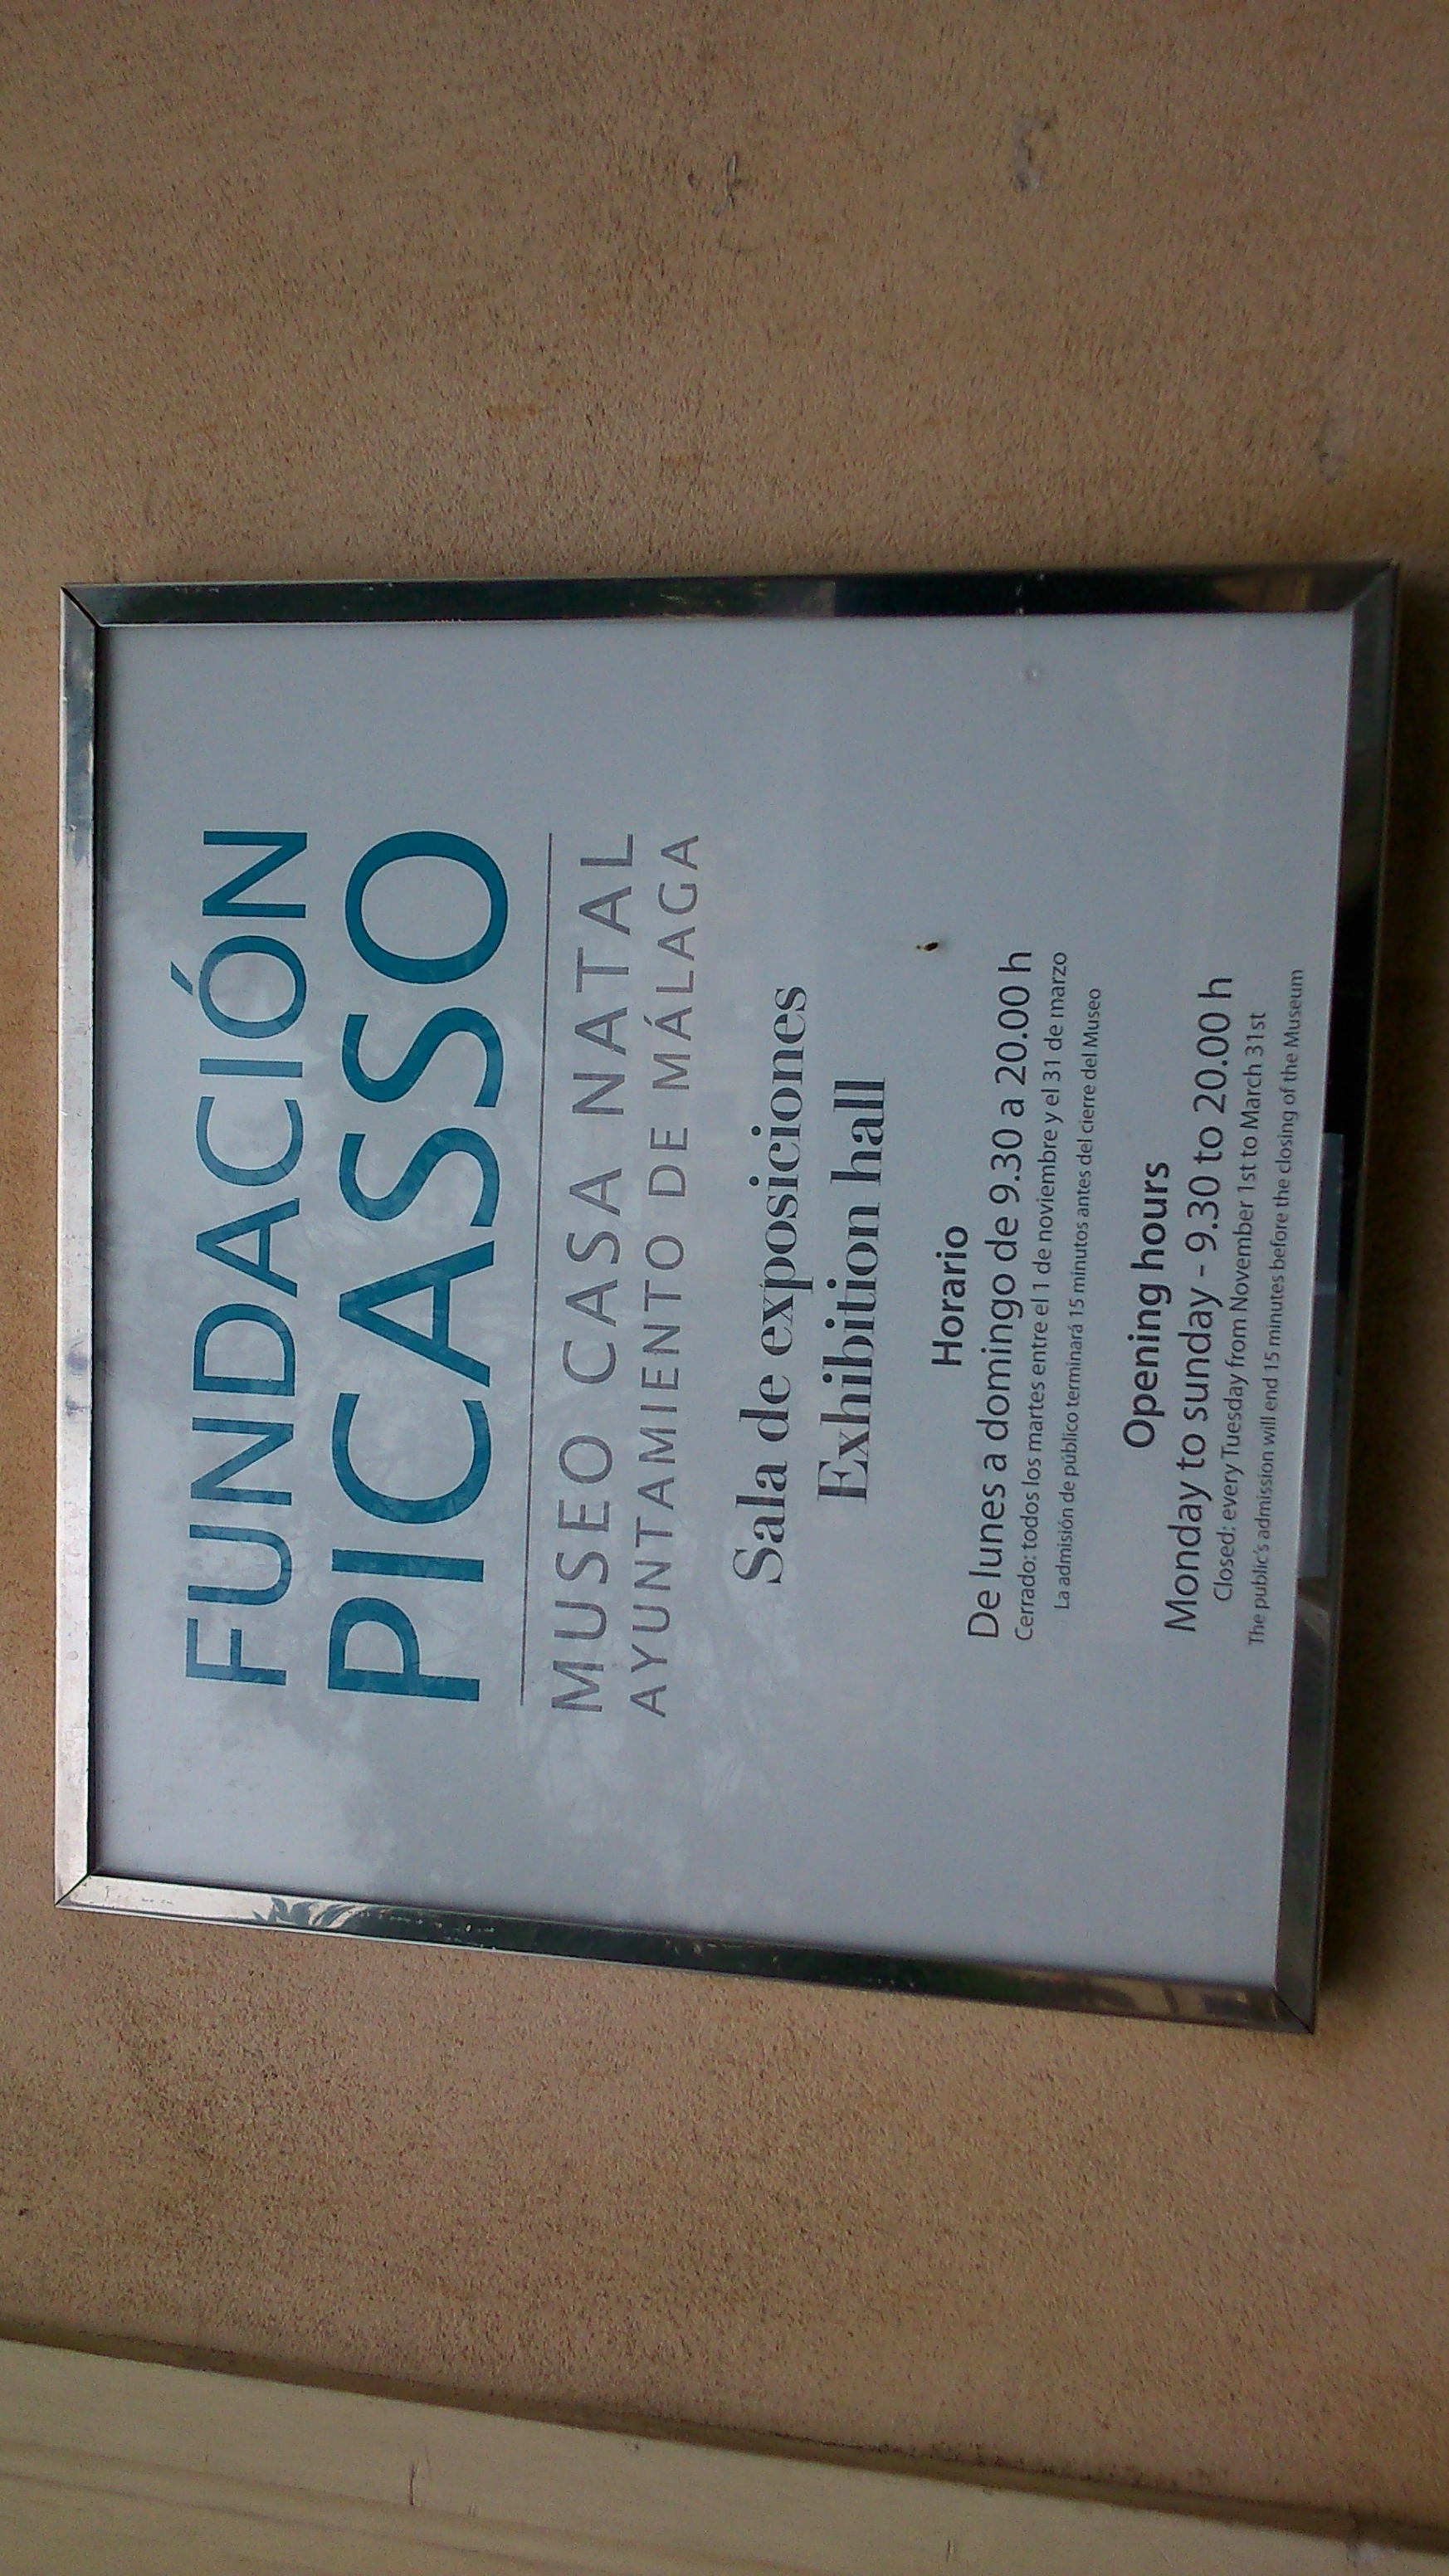 FUNDACIÓN
PICASSO
MUSEO CASA NATAL
AYUNTAMIENTO DE MÁLAGA
Sala de exposiciones
Exhibition hall
Horario
De lunes a domingo de 9.30 a 20.00 h
Cerrado: todos los martes entre el 1 de noviembre y el 31 de marzo
La admisión de público terminará 15 minutos antes del cierre del Museo
Opening hours
Monday to sunday - 9.30 to 20.00 h
Closed: every Tuesday from November 1st to March 31st
The public's admission will end 15 minutes before the closing of the Museum